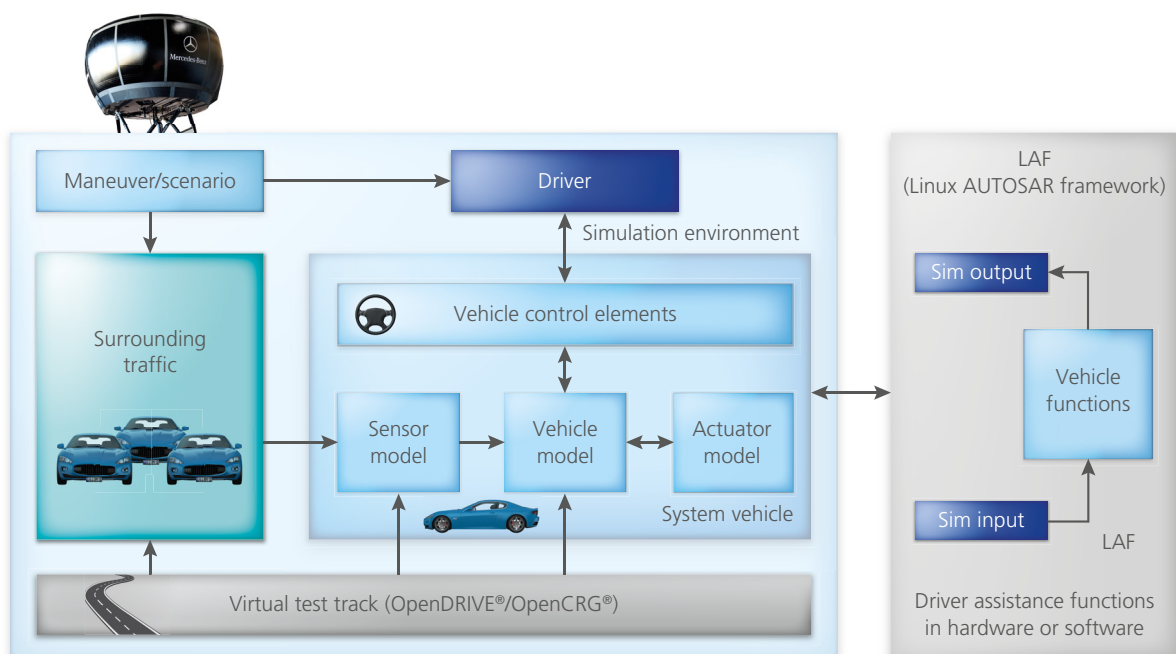 Mercedes-Benz
Maneuver/scenario
Driver
Simulation environment
Vehicle control elements
Surrounding
traffic
Sensor
model
Vehicle
model
Actuator
model
System vehicle
Virtual test track (OpenDRIVE®/OpenCRG®)
LAF
(Linux AUTOSAR framework)
Sim output
Vehicle
functions
Sim input
LAF
Driver assistance functions
in hardware or software